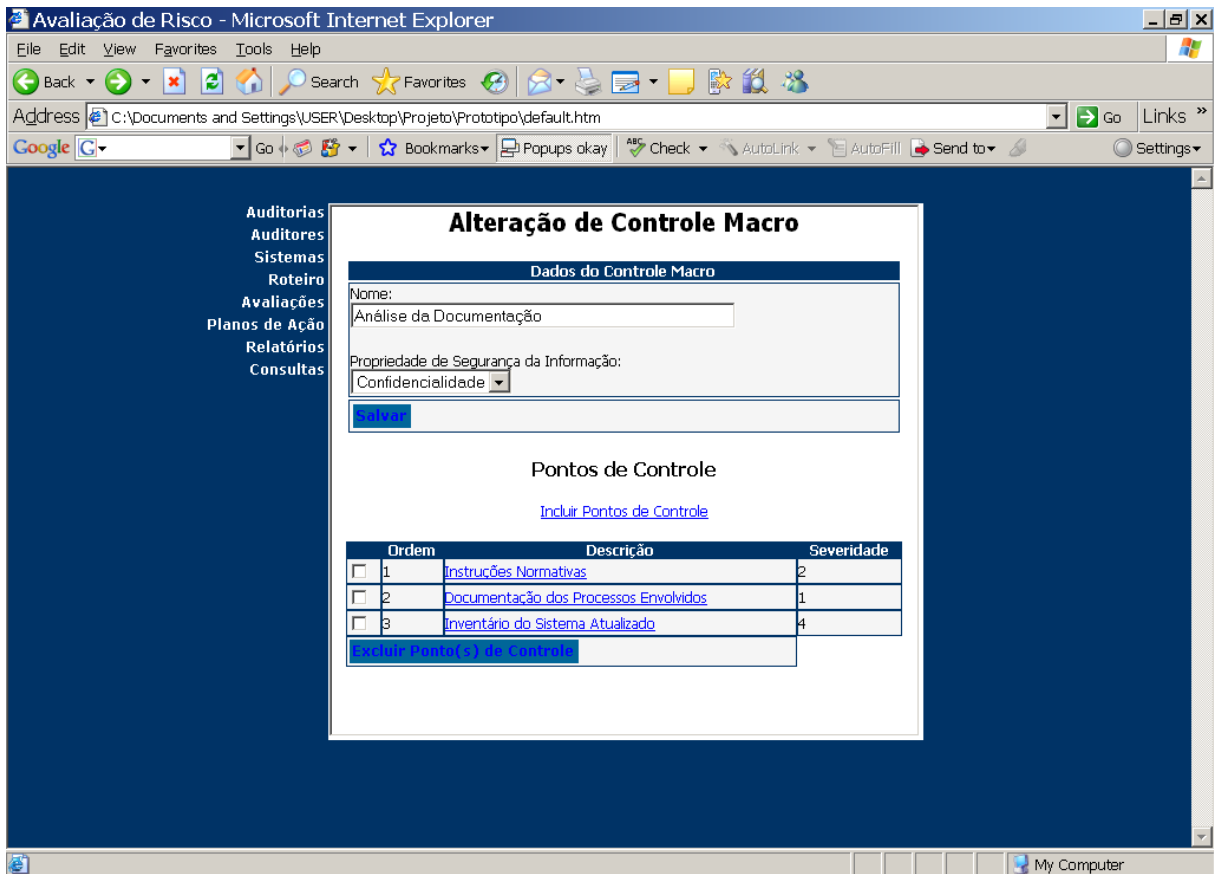 Avaliação de Risco - Microsoft Internet Explorer
File Edit View Favorites Tools Help
Back Search Favorites
Address C:\Documents and Settings\USER\Desktop\Projeto\Prototipo\default.htm Go Links »
Google G Go Bookmarks Popups okay ABC Check AutoLink AutoFill Send to Settings
Auditorias
Auditores
Sistemas
Roteiro
Avaliações
Planos de Ação
Relatórios
Consultas
Alteração de Controle Macro
Dados do Controle Macro
Nome:
Análise da Documentação
Propriedade de Segurança da Informação:
Confidencialidade
Salvar
Pontos de Controle
Incluir Pontos de Controle
Ordem Descrição Severidade
1 Instruções Normativas 2
2 Documentação dos Processos Envolvidos 1
3 Inventário do Sistema Atualizado 4
Excluir Ponto(s) de Controle
My Computer